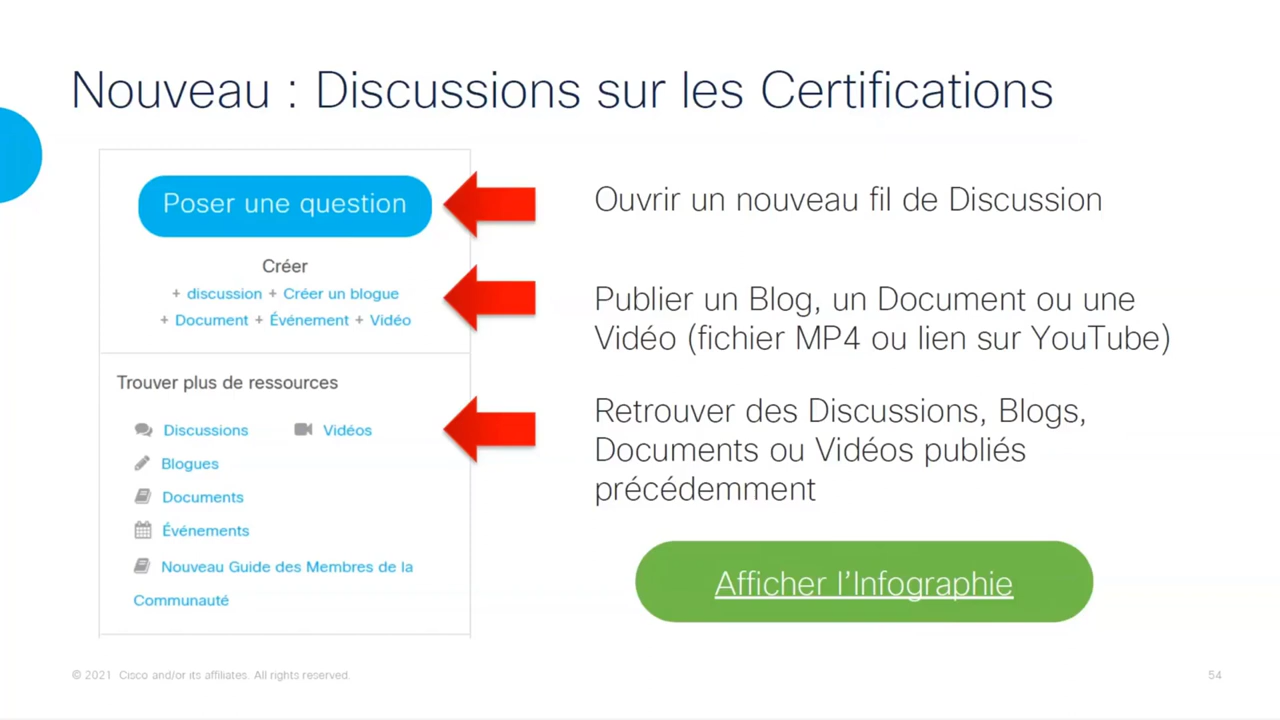 Nouveau : Discussions sur les Certifications
Poser une question
Créer
+ discussion + Créer un blogue
+ Document + Événement + Vidéo
Trouver plus de ressources
Discussions Vidéos
Blogues
Documents
Événements
Nouveau Guide des Membres de la
Communauté
Ouvrir un nouveau fil de Discussion
Publier un Blog, un Document ou une
Vidéo (fichier MP4 ou lien sur YouTube)
Retrouver des Discussions, Blogs,
Documents ou Vidéos publiés
précédemment
Afficher l’Infographie
© 2021 Cisco and/or its affiliates. All rights reserved.
54